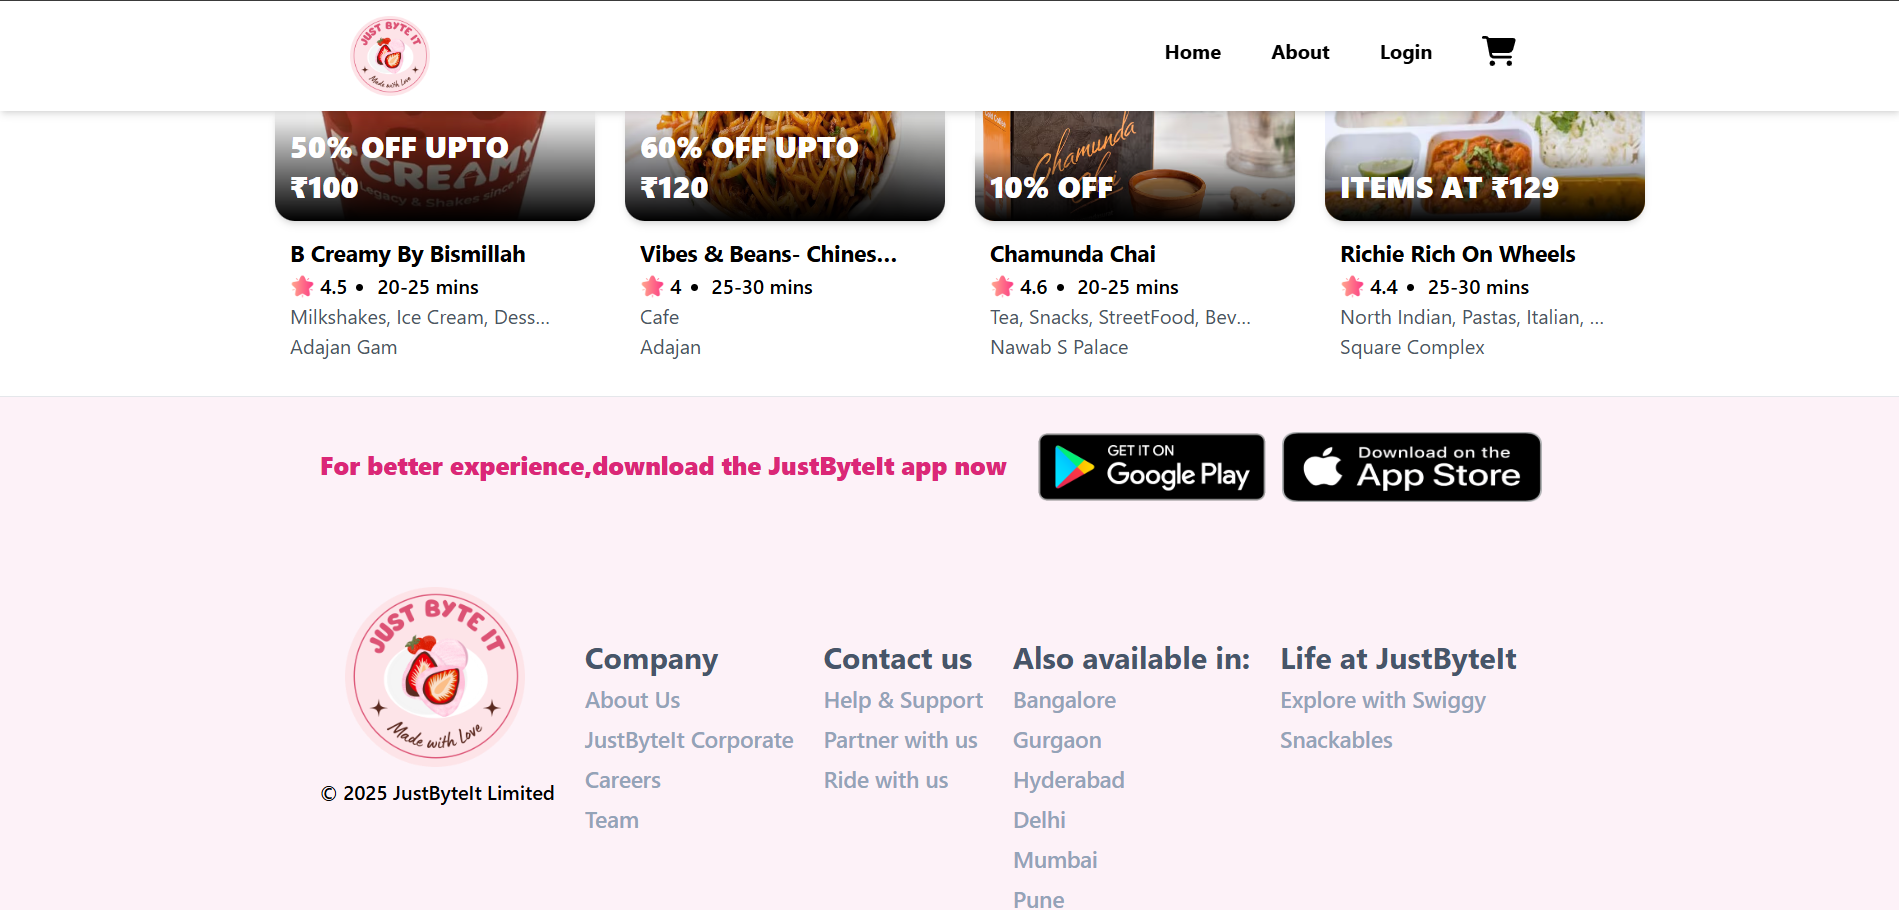 JUST BYTE IT
Made with Love
Home
About
Login
50% OFF UPTO
₹100
CREAMY
Legacy & Shakes since
60% OFF UPTO
₹120
Chamunda
10% OFF
ITEMS AT ₹129
B Creamy By Bismillah
4.5 • 20-25 mins
Milkshakes, Ice Cream, Dess...
Adajan Gam
Vibes & Beans- Chines...
4 • 25-30 mins
Cafe
Adajan
Chamunda Chai
4.6 • 20-25 mins
Tea, Snacks, StreetFood, Bev...
Nawab S Palace
Richie Rich On Wheels
4.4 • 25-30 mins
North Indian, Pastas, Italian, ...
Square Complex
For better experience,download the JustByteIt app now
GET IT ON
Google Play
Download on the
App Store
JUST BYTE IT
Made with Love
© 2025 JustByteIt Limited
Company
About Us
JustByteIt Corporate
Careers
Team
Contact us
Help & Support
Partner with us
Ride with us
Also available in:
Bangalore
Gurgaon
Hyderabad
Delhi
Mumbai
Pune
Life at JustByteIt
Explore with Swiggy
Snackables